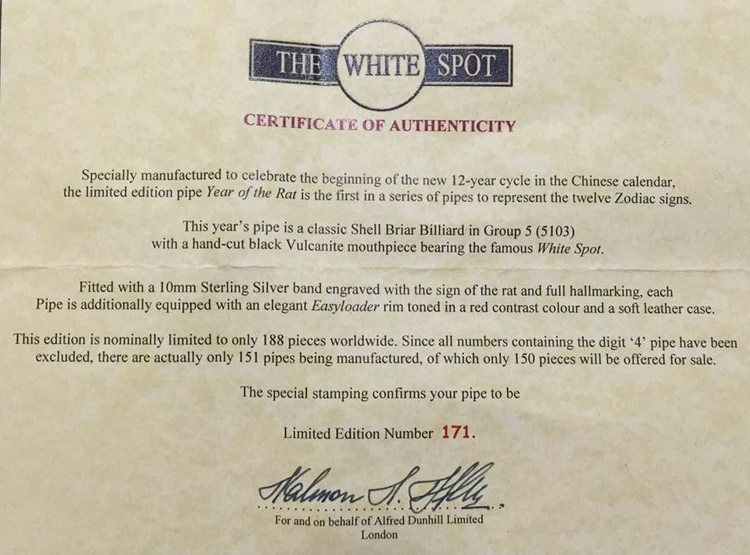 THE WHITE SPOT
CERTIFICATE OF AUTHENTICITY
Specially manufactured to celebrate the beginning of the new 12-year cycle in the Chinese calendar,
the limited edition pipe Year of the Rat is the first in a series of pipes to represent the twelve Zodiac signs.
This year's pipe is a classic Shell Briar Billiard in Group 5 (5103)
with a hand-cut black Vulcanite mouthpiece bearing the famous White Spot.
Fitted with a 10mm Sterling Silver band engraved with the sign of the rat and full hallmarking, each
Pipe is additionally equipped with an elegant Easyloader rim toned in a red contrast colour and a soft leather case.
This edition is nominally limited to only 188 pieces worldwide. Since all numbers containing the digit ‘4’ pipe have been
excluded, there are actually only 151 pipes being manufactured, of which only 150 pieces will be offered for sale.
The special stamping confirms your pipe to be
Limited Edition Number 171.
For and on behalf of Alfred Dunhill Limited
London